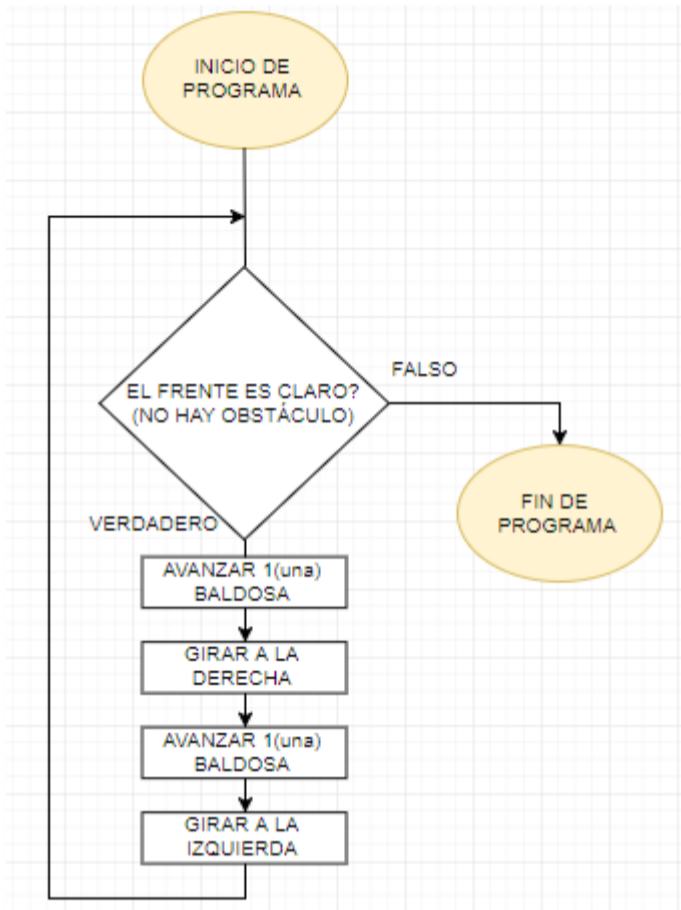 INICIO DE
PROGRAMA
EL FRENTE ES CLARO?
(NO HAY OBSTÁCULO)
FALSO
FIN DE
PROGRAMA
VERDADERO
AVANZAR 1(una)
BALDOSA
GIRAR A LA
DERECHA
AVANZAR 1(una)
BALDOSA
GIRAR A LA
IZQUIERDA